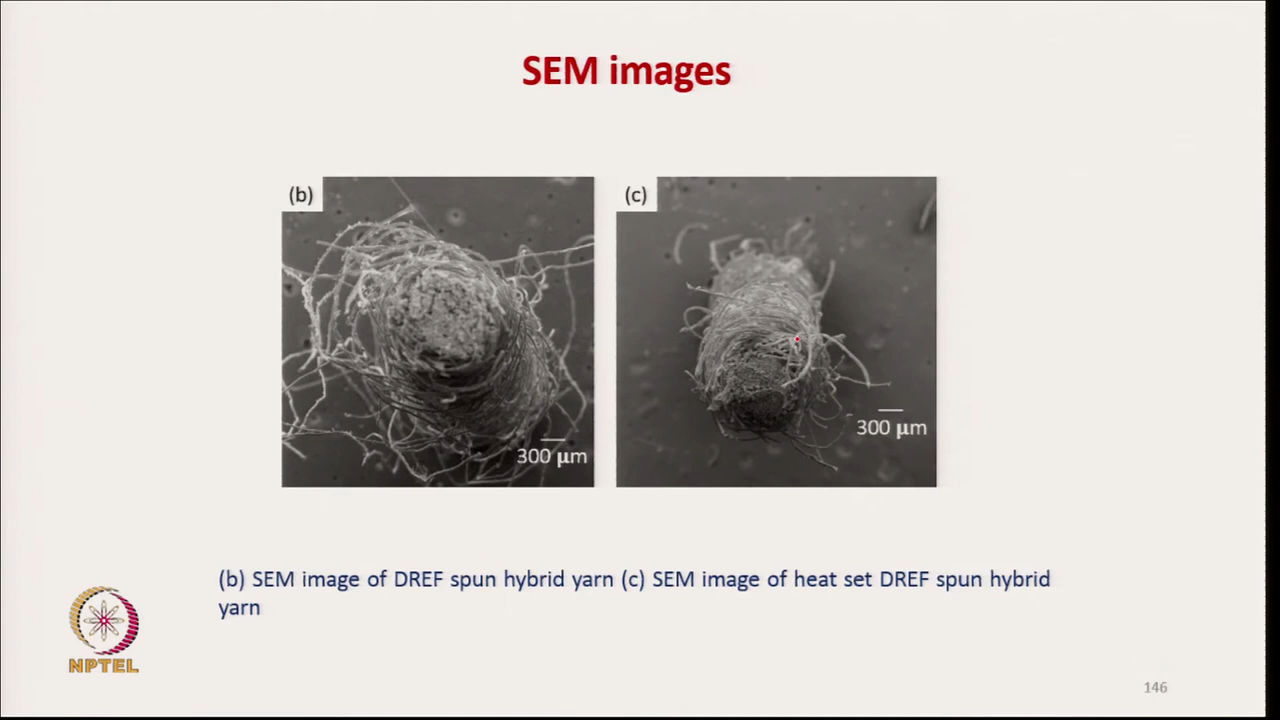 SEM images
(b)
(c)
300 μm
300 μm
(b) SEM image of DREF spun hybrid yarn (c) SEM image of heat set DREF spun hybrid
yarn
NPTEL
146